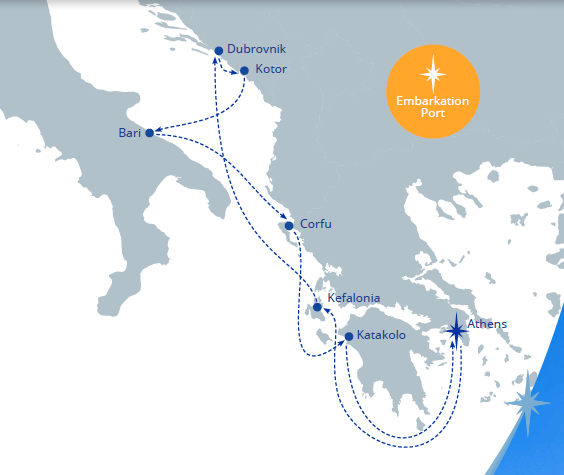 Dubrovnik
Kotor
Embarkation
Port
Bari
Corfu
Kefalonia
Athens
Katakolo